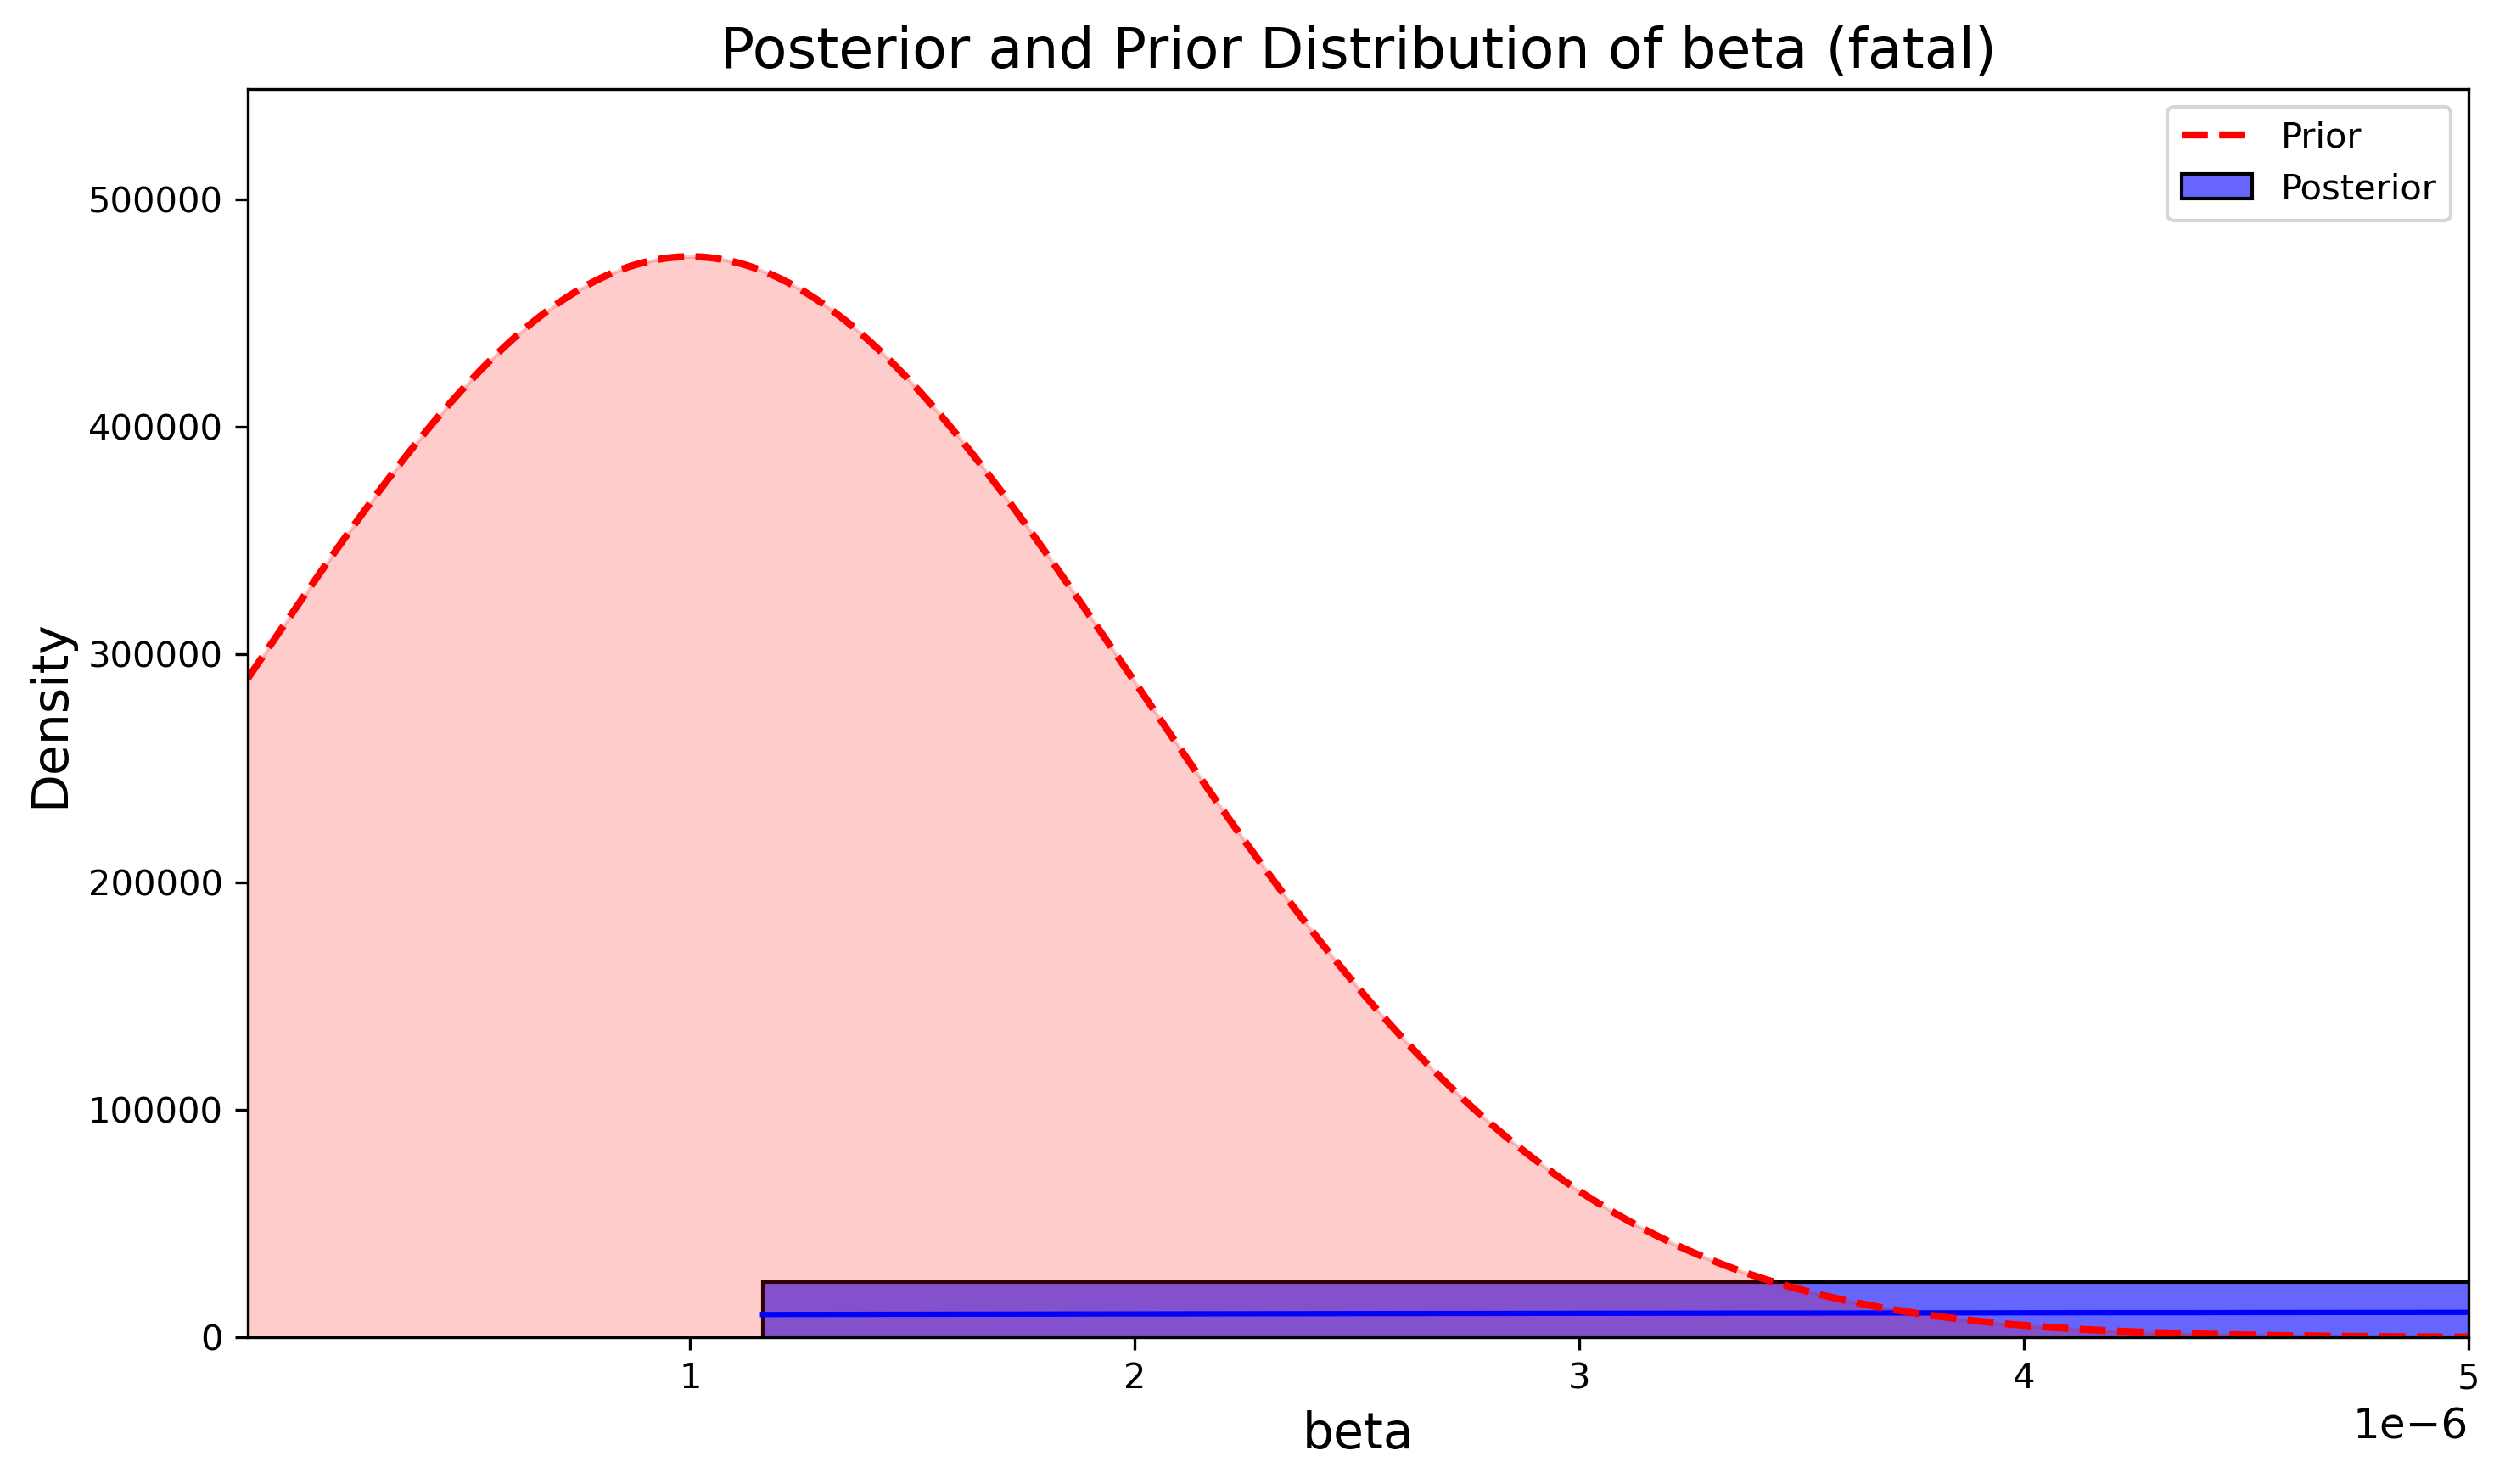 Posterior and Prior Distribution of beta (fatal)
Prior
Posterior
Density
500000
400000
300000
200000
100000
0
1 2 3 4 5
1e−6
beta